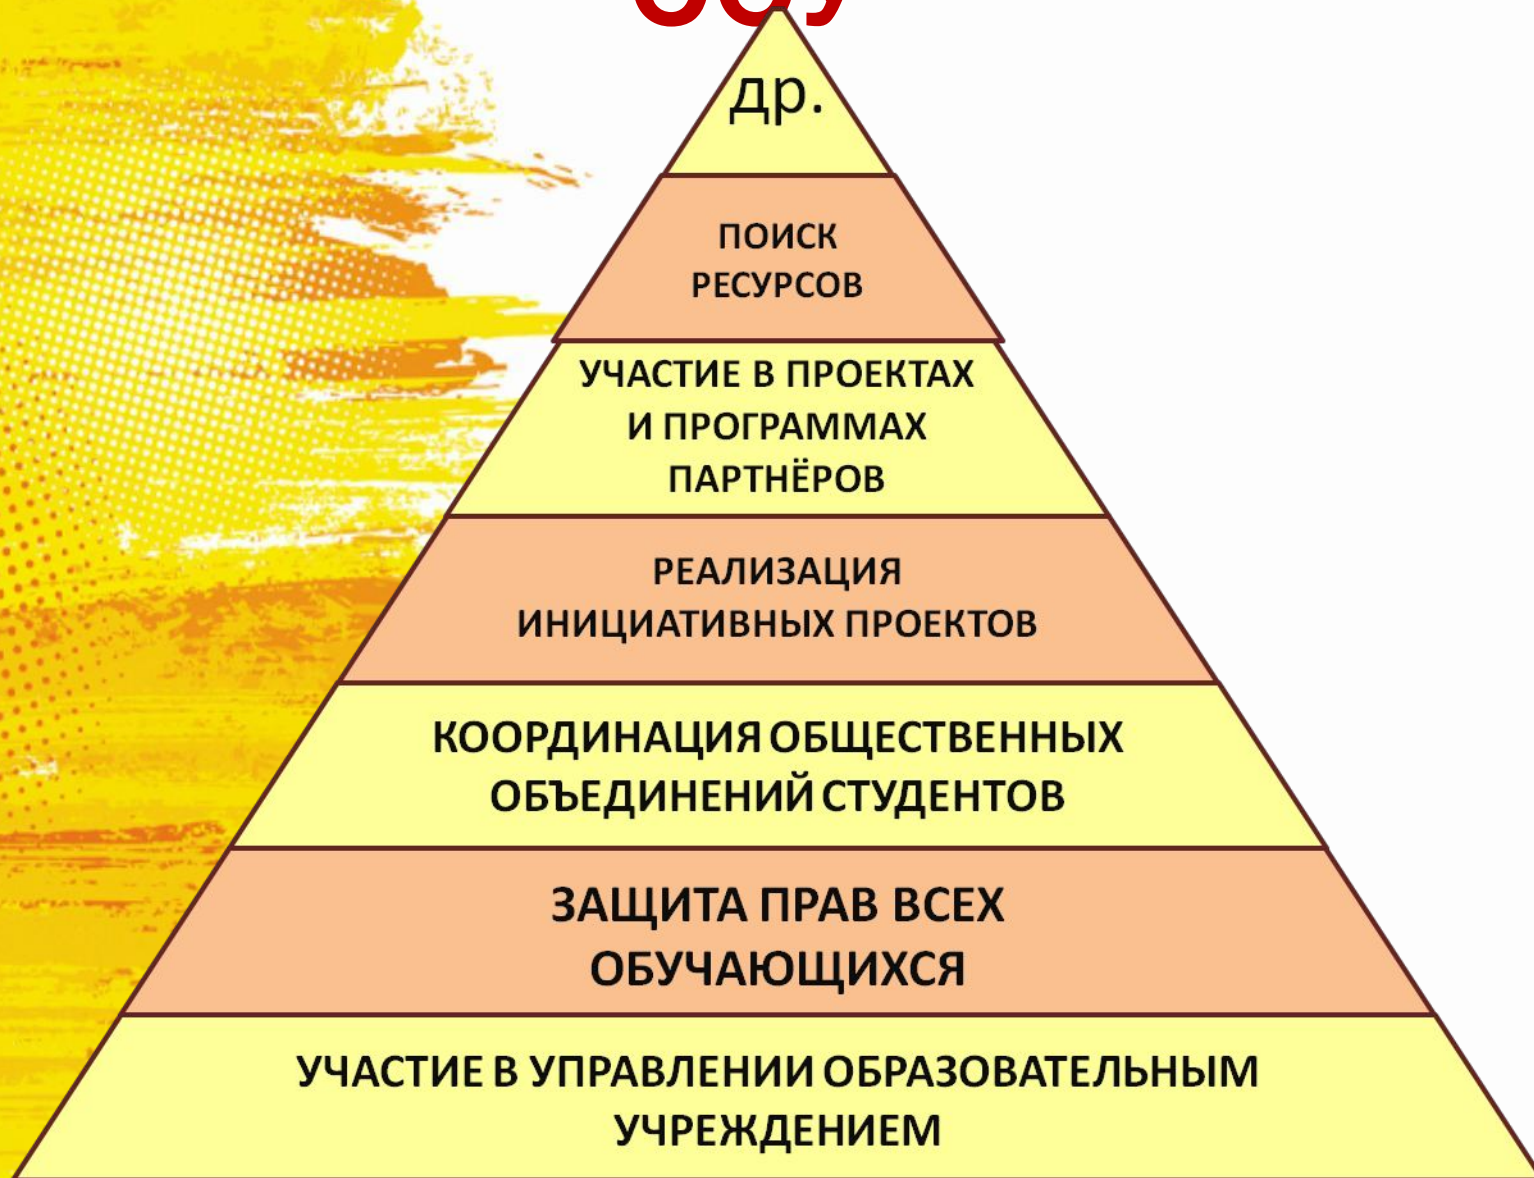 др.
ПОИСК
РЕСУРСОВ
УЧАСТИЕ В ПРОЕКТАХ
И ПРОГРАММАХ
ПАРТНЁРОВ
РЕАЛИЗАЦИЯ
ИНИЦИАТИВНЫХ ПРОЕКТОВ
КООРДИНАЦИЯ ОБЩЕСТВЕННЫХ
ОБЪЕДИНЕНИЙ СТУДЕНТОВ
ЗАЩИТА ПРАВ ВСЕХ
ОБУЧАЮЩИХСЯ
УЧАСТИЕ В УПРАВЛЕНИИ ОБРАЗОВАТЕЛЬНЫМ
УЧРЕЖДЕНИЕМ